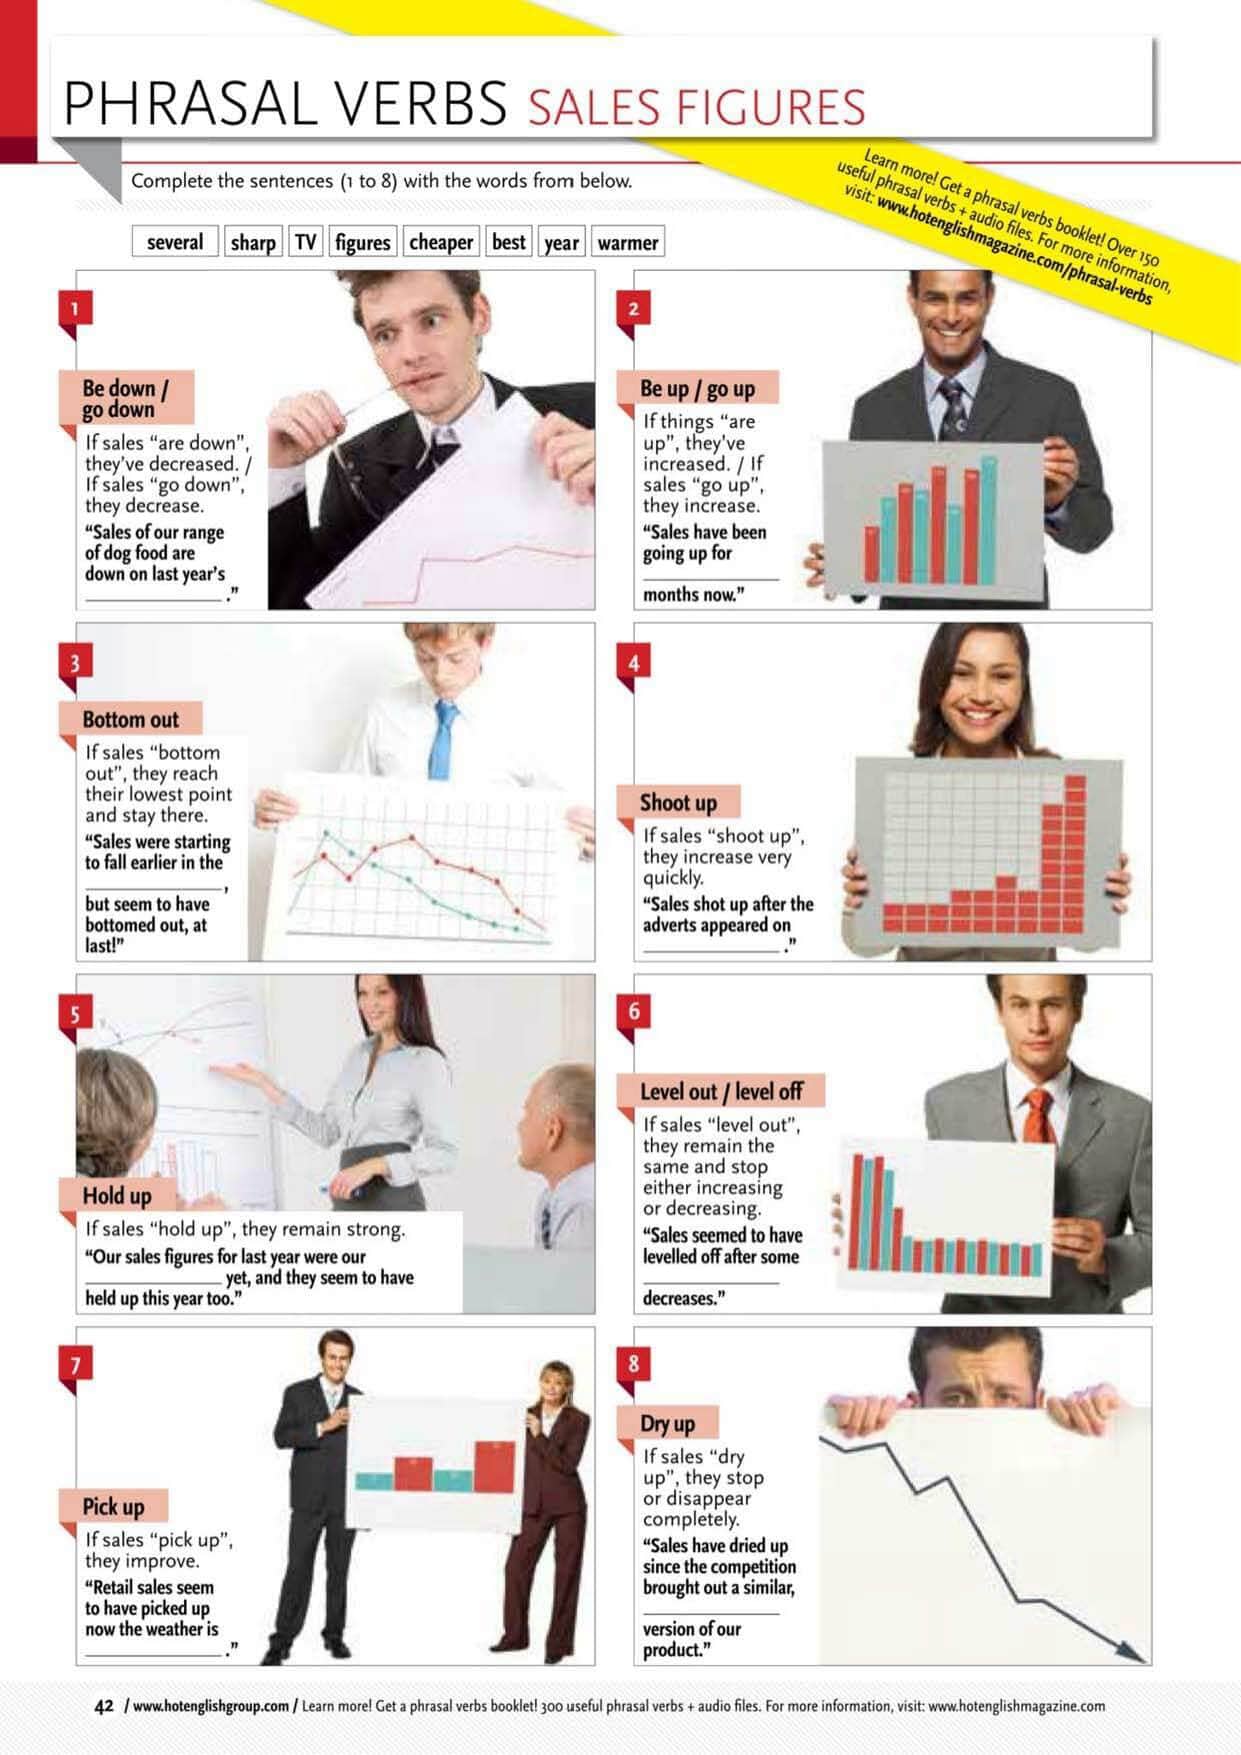 PHRASAL VERBS SALES FIGURES
Learn more! Get a phrasal verbs booklet! Over 150
useful phrasal verbs + audio files. For more information,
visit: www.hotenglishmagazine.com/phrasal-verbs
Complete the sentences (1 to 8) with the words from below.
several sharp TV figures cheaper best year warmer
1
Be down /
go down
If sales “are down”,
they’ve decreased. /
If sales “go down”,
they decrease.
“Sales of our range
of dog food are
down on last year’s
____________.”
2
Be up / go up
If things “are
up”, they’ve
increased. / If
sales “go up”,
they increase.
“Sales have been
going up for
____________
months now.”
3
Bottom out
If sales “bottom
out”, they reach
their lowest point
and stay there.
“Sales were starting
to fall earlier in the
____________,
but seem to have
bottomed out, at
last!”
4
Shoot up
If sales “shoot up”,
they increase very
quickly.
“Sales shot up after the
adverts appeared on
____________.”
5
Hold up
If sales “hold up”, they remain strong.
“Our sales figures for last year were our
____________ yet, and they seem to have
held up this year too.”
6
Level out / level off
If sales “level out”,
they remain the
same and stop
either increasing
or decreasing.
“Sales seemed to have
levelled off after some
____________
decreases.”
7
Pick up
If sales “pick up”,
they improve.
“Retail sales seem
to have picked up
now the weather is
____________.”
8
Dry up
If sales “dry
up”, they stop
or disappear
completely.
“Sales have dried up
since the competition
brought out a similar,
____________
version of our
product.”
42 / www.hotenglishgroup.com / Learn more! Get a phrasal verbs booklet! 300 useful phrasal verbs + audio files. For more information, visit: www.hotenglishmagazine.com